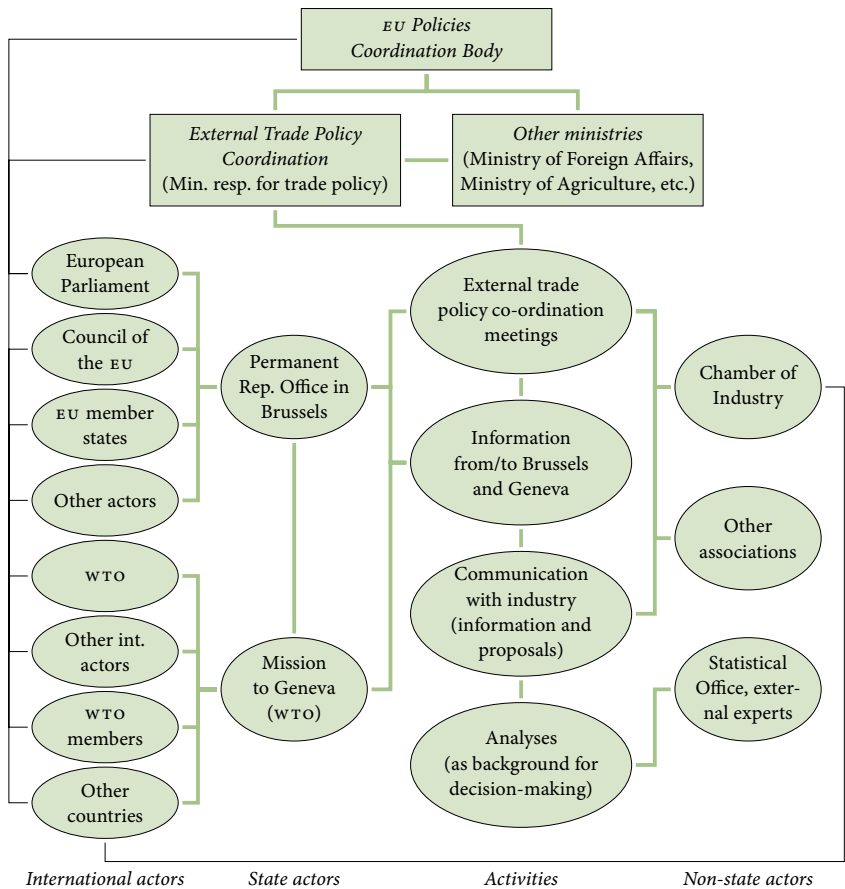 EU Policies
Coordination Body
External Trade Policy
Coordination
(Min. resp. for trade policy)
Other ministries
(Ministry of Foreign Affairs,
Ministry of Agriculture, etc.)
European
Parliament
Council of
the EU
EU member
states
Other actors
WTO
Other int.
actors
WTO
members
Other
countries
Permanent
Rep. Office in
Brussels
Mission
to Geneva
(WTO)
External trade
policy co-ordination
meetings
Information
from/to Brussels
and Geneva
Communication
with industry
(information and
proposals)
Analyses
(as background for
decision-making)
Chamber of
Industry
Other
associations
Statistical
Office, exter-
nal experts
International actors
State actors
Activities
Non-state actors